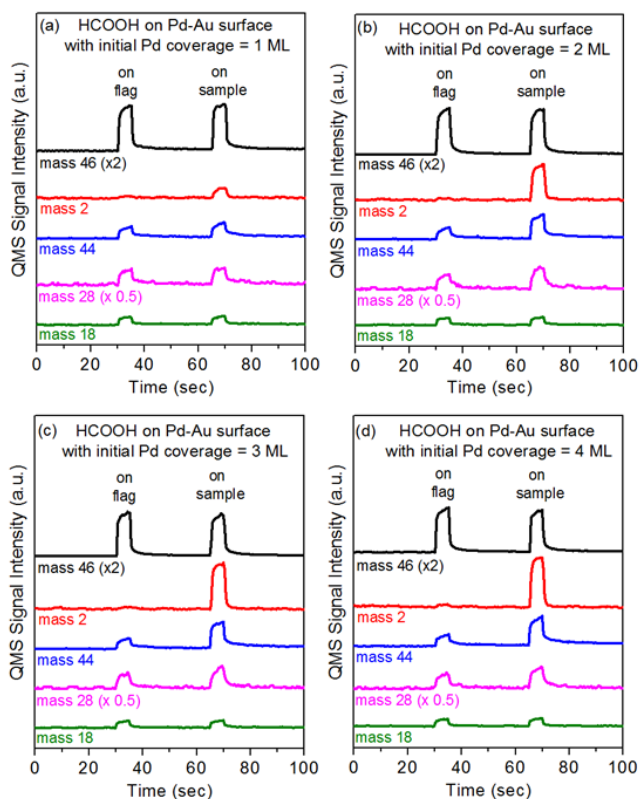 (a) HCOOH on Pd-Au surface
with initial Pd coverage = 1 ML
on
flag
on
sample
mass 46 (x2)
mass 2
mass 44
mass 28 (x 0.5)
mass 18
QMS Signal Intensity (a.u.)
0 20 40 60 80 100
Time (sec)
(b) HCOOH on Pd-Au surface
with initial Pd coverage = 2 ML
on
flag
on
sample
mass 46 (x2)
mass 2
mass 44
mass 28 (x 0.5)
mass 18
QMS Signal Intensity (a.u.)
0 20 40 60 80 100
Time (sec)
(c) HCOOH on Pd-Au surface
with initial Pd coverage = 3 ML
on
flag
on
sample
mass 46 (x2)
mass 2
mass 44
mass 28 (x 0.5)
mass 18
QMS Signal Intensity (a.u.)
0 20 40 60 80 100
Time (sec)
(d) HCOOH on Pd-Au surface
with initial Pd coverage = 4 ML
on
flag
on
sample
mass 46 (x2)
mass 2
mass 44
mass 28 (x 0.5)
mass 18
QMS Signal Intensity (a.u.)
0 20 40 60 80 100
Time (sec)